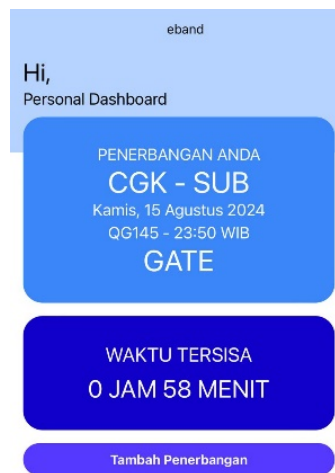 eband
Hi,
Personal Dashboard
PENERBANGAN ANDA
CGK - SUB
Kamis, 15 Agustus 2024
QG145 - 23:50 WIB
GATE
WAKTU TERSISA
0 JAM 58 MENIT
Tambah Penerbangan